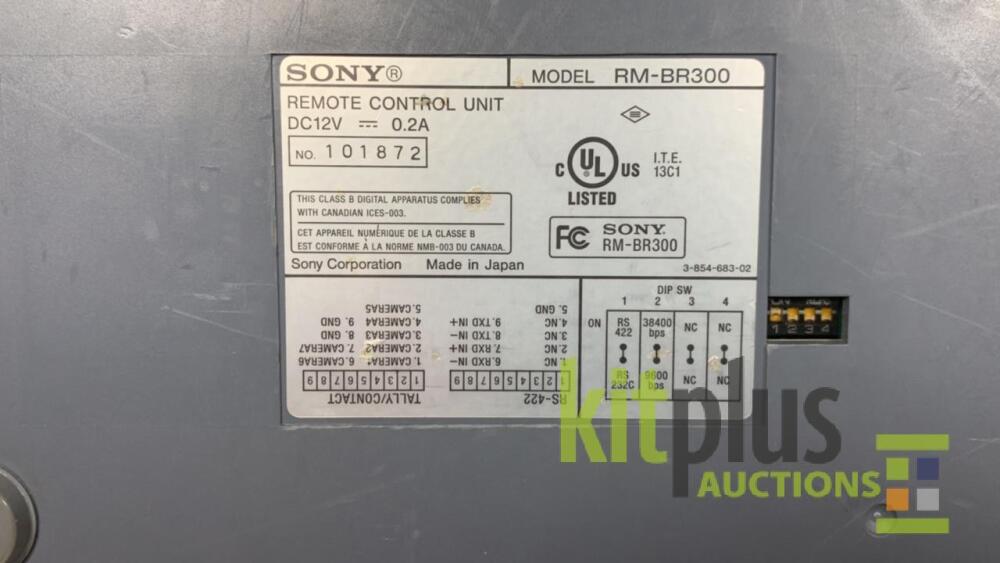 SONY®
MODEL RM-BR300
REMOTE CONTROL UNIT
DC12V ⎓ 0.2A
NO. 101872
C UL US
LISTED
I.T.E.
13C1
THIS CLASS B DIGITAL APPARATUS COMPLIES
WITH CANADIAN ICES-003.
CET APPAREIL NUMÉRIQUE DE LA CLASSE B
EST CONFORME À LA NORME NMB-003 DU CANADA.
FC SONY
RM-BR300
Sony Corporation Made in Japan
3-854-683-02
TALLY/CONTACT
1 2 3 4 5 6 7 8 9
1. CAMERA1 6. CAMERA6
2. CAMERA2 7. CAMERA7
3. CAMERA3 8. GND
4. CAMERA4 9. GND
5. CAMERA5
RS-422
1 2 3 4 5 6 7 8 9
1. NC 6. RXD IN-
2. NC 7. RXD IN+
3. NC 8. TXD IN-
4. NC 9. TXD IN+
5. GND
DIP SW
1 2 3 4
ON RS 38400 NC NC
422 bps
RS 9600 NC NC
232C bps
ON
1 2 3 4
kitplus
AUCTIONS